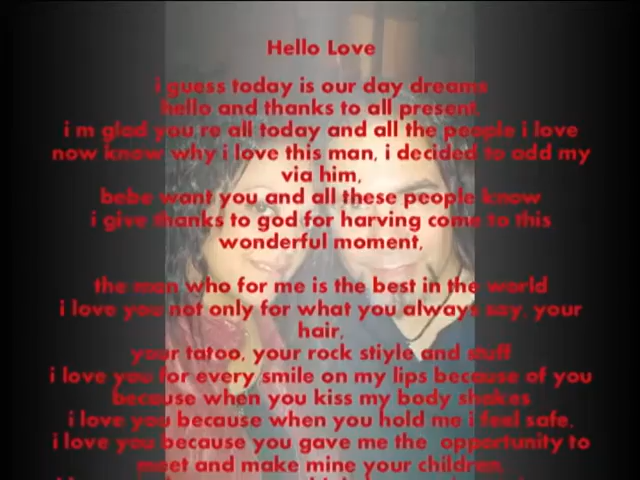 Hello Love
i guess today is our day dreams
hello and thanks to all present,
i m glad you re all today and all the people i love
now know why i love this man, i decided to add my
via him,
bebe want you and all these people know
i give thanks to god for harving come to this
wonderful moment,
the man who for me is the best in the world
i love you not only for what you always say, your
hair,
your tatoo, your rock stiyle and stuff
i love you for every smile on my lips because of you
because when you kiss my body shakes
i love you because when you hold me i feel safe,
i love you because you gave me the opportunity to
meet and make mine your children,